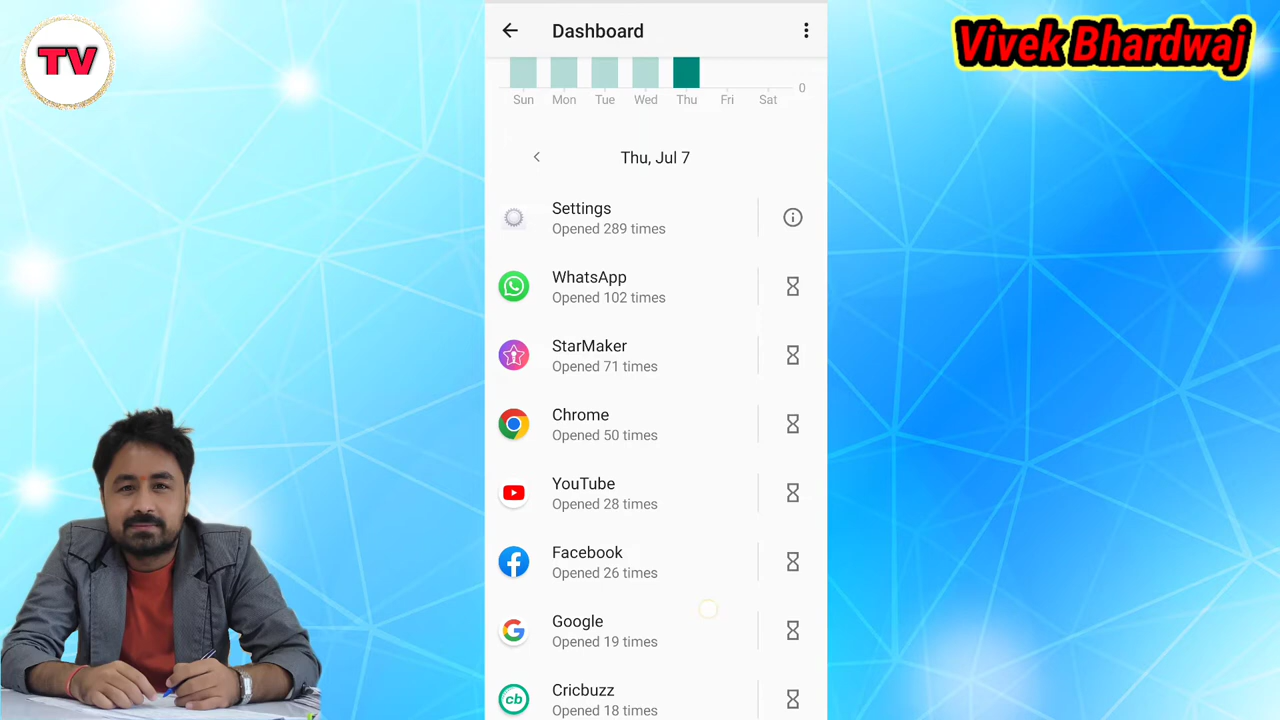 TV
Vivek Bhardwaj
Dashboard
0
Sun Mon Tue Wed Thu Fri Sat
Thu, Jul 7
Settings
Opened 289 times
WhatsApp
Opened 102 times
StarMaker
Opened 71 times
Chrome
Opened 50 times
YouTube
Opened 28 times
Facebook
Opened 26 times
Google
Opened 19 times
cb
Cricbuzz
Opened 18 times